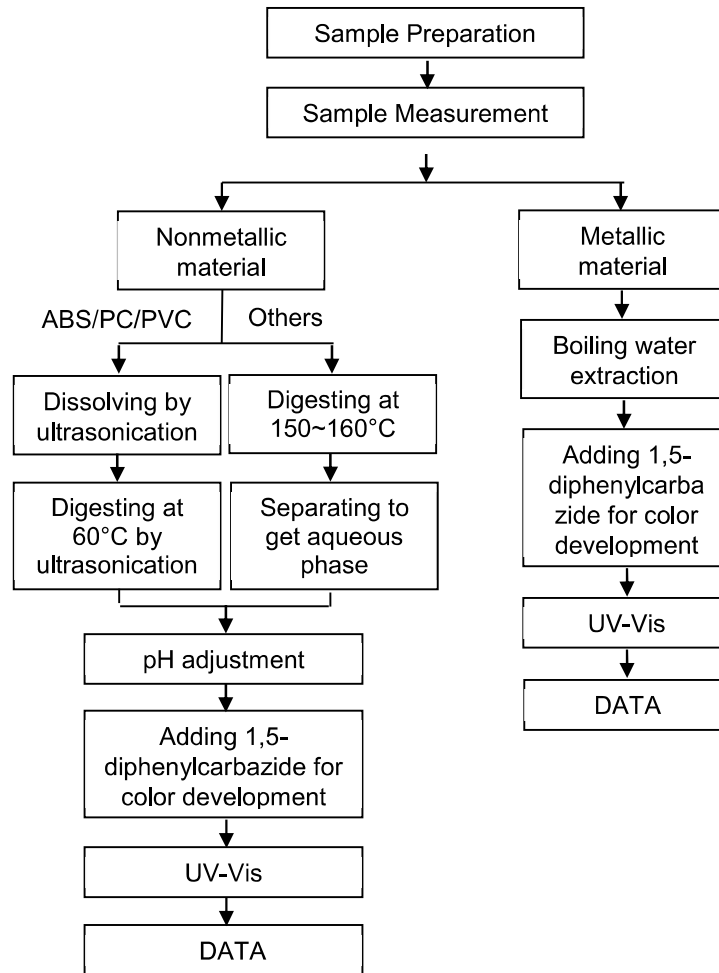 Sample Preparation
Sample Measurement
Nonmetallic
material
Metallic
material
ABS/PC/PVC
Others
Boiling water
extraction
Dissolving by
ultrasonication
Digesting at
150~160°C
Adding 1,5-
diphenylcarba
zide for color
development
Digesting at
60°C by
ultrasonication
Separating to
get aqueous
phase
UV-Vis
pH adjustment
DATA
Adding 1,5-
diphenylcarbazide for
color development
UV-Vis
DATA